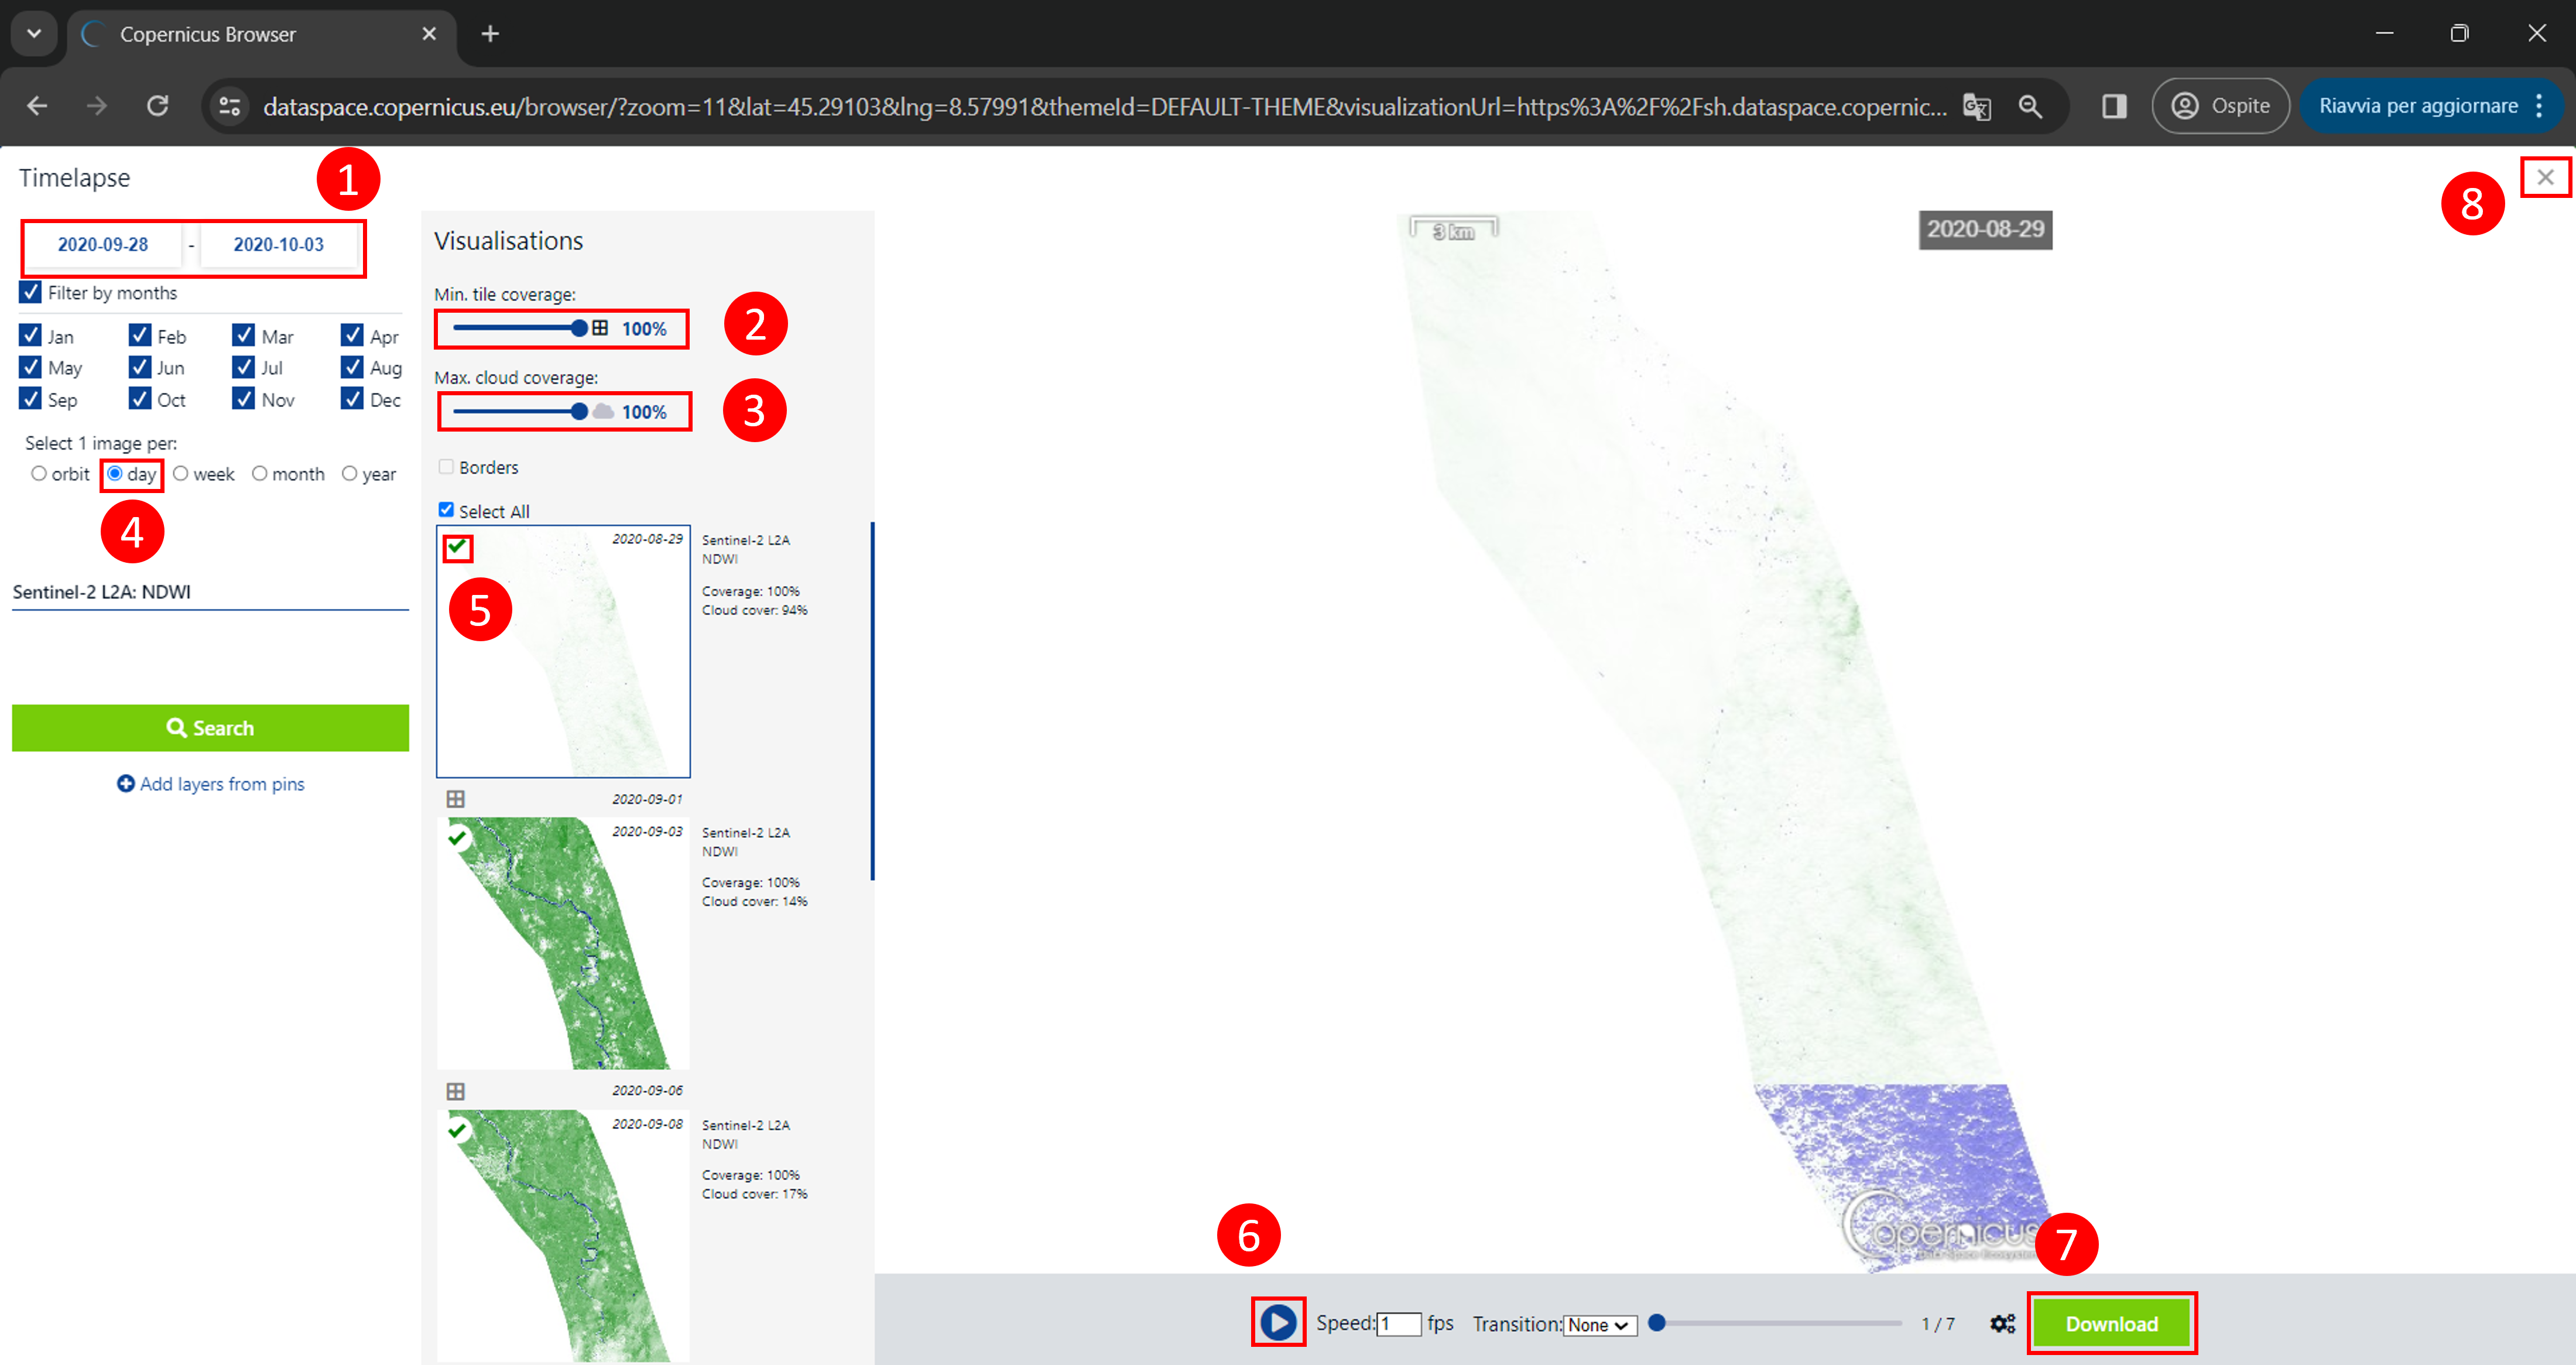 Copernicus Browser
dataspace.copernicus.eu/browser/?zoom=11&lat=45.29103&lng=8.57991&themeId=DEFAULT-THEME&visualizationUrl=https%3A%2F%2Fsh.dataspace.copernic...
Ospite
Riavvia per aggiornare
Timelapse
1
2020-09-28 - 2020-10-03
Filter by months
Jan Feb Mar Apr
May Jun Jul Aug
Sep Oct Nov Dec
Select 1 image per:
orbit day week month year
4
Sentinel-2 L2A: NDWI
Search
Add layers from pins
Visualisations
Min. tile coverage:
100%
2
Max. cloud coverage:
100%
3
Borders
Select All
2020-08-29
5
Sentinel-2 L2A
NDWI
Coverage: 100%
Cloud cover: 94%
2020-09-01
2020-09-03
Sentinel-2 L2A
NDWI
Coverage: 100%
Cloud cover: 14%
2020-09-06
2020-09-08
Sentinel-2 L2A
NDWI
Coverage: 100%
Cloud cover: 17%
3 km
2020-08-29
8
opernicus
6
7
Speed: 1 fps Transition: None 1 / 7 Download